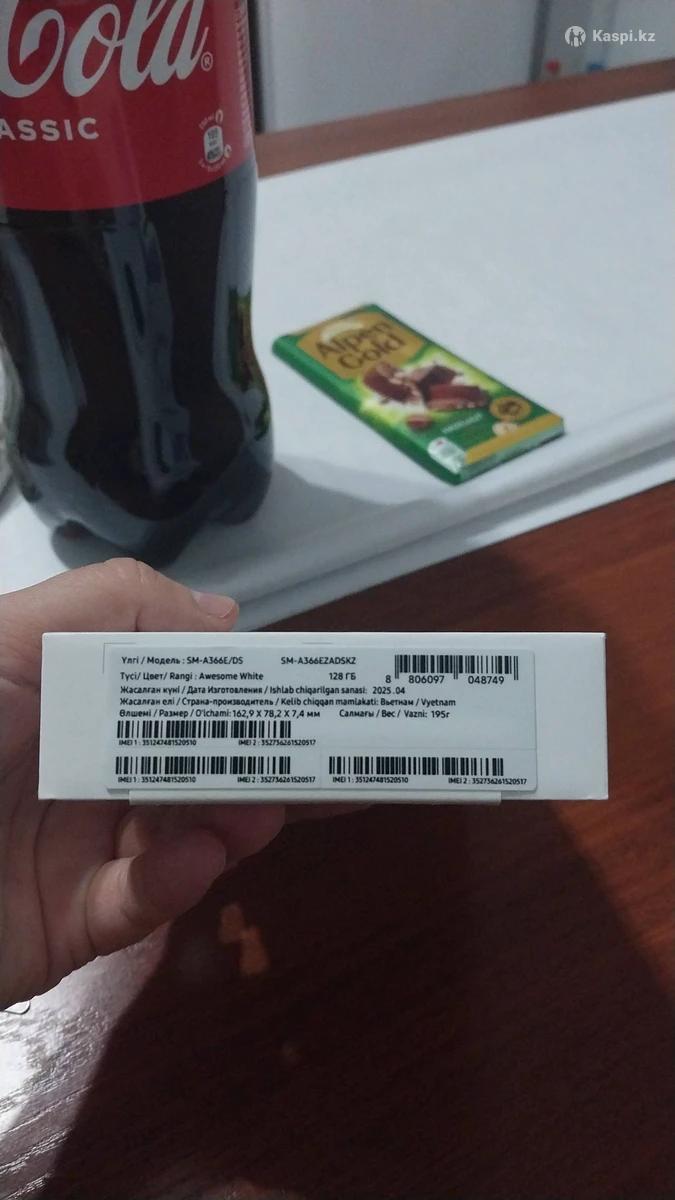 Kaspi.kz
Cola®
ASSIC
Alpen
Gold
Үлгі / Модель : SM-A366E/DS SM-A366EZADSKZ
Түсі/ Цвет/ Rangi : Awesome White 128 ГБ
8 806097 048749
Жасалған күні / Дата Изготовления / Ishlab chiqarilgan sanasi: 2025.04
Жасалған елі / Страна-производитель / Kelib chiqqan mamlakati: Вьетнам / Vyetnam
Өлшемі / Размер / O'lchami: 162,9 X 78,2 X 7,4 мм Салмағы / Вес / Vazni: 195г
IMEI 1 : 351247481520510 IMEI 2 : 352736261520517
IMEI 1 : 351247481520510 IMEI 2 : 352736261520517 IMEI 1 : 351247481520510 IMEI 2 : 352736261520517